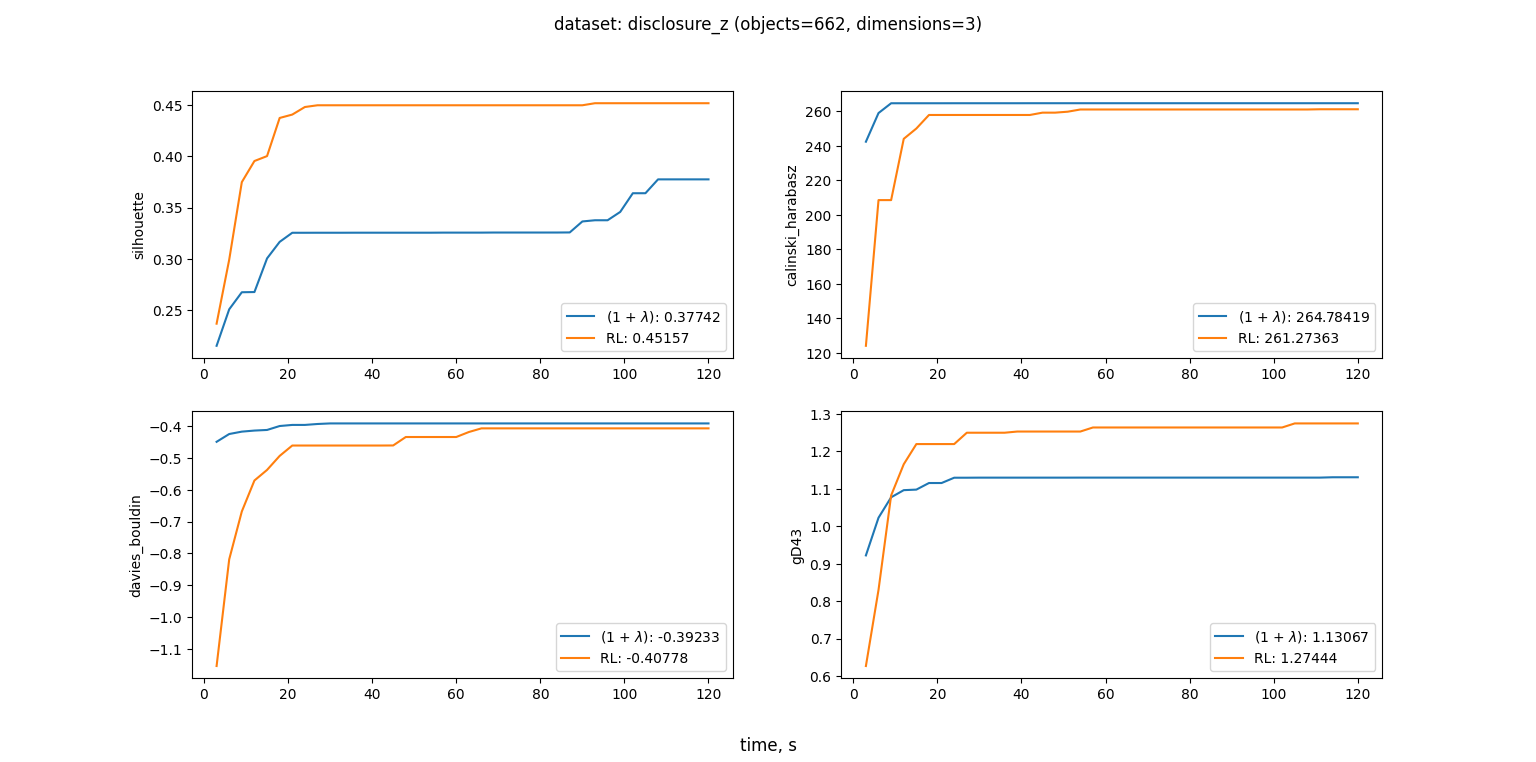 dataset: disclosure_z (objects=662, dimensions=3)
silhouette
0.45
0.40
0.35
0.30
0.25
0 20 40 60 80 100 120
(1 + λ): 0.37742
RL: 0.45157
calinski_harabasz
260
240
220
200
180
160
140
120
0 20 40 60 80 100 120
(1 + λ): 264.78419
RL: 261.27363
davies_bouldin
−0.4
−0.5
−0.6
−0.7
−0.8
−0.9
−1.0
−1.1
0 20 40 60 80 100 120
(1 + λ): -0.39233
RL: -0.40778
gD43
1.3
1.2
1.1
1.0
0.9
0.8
0.7
0.6
0 20 40 60 80 100 120
(1 + λ): 1.13067
RL: 1.27444
time, s